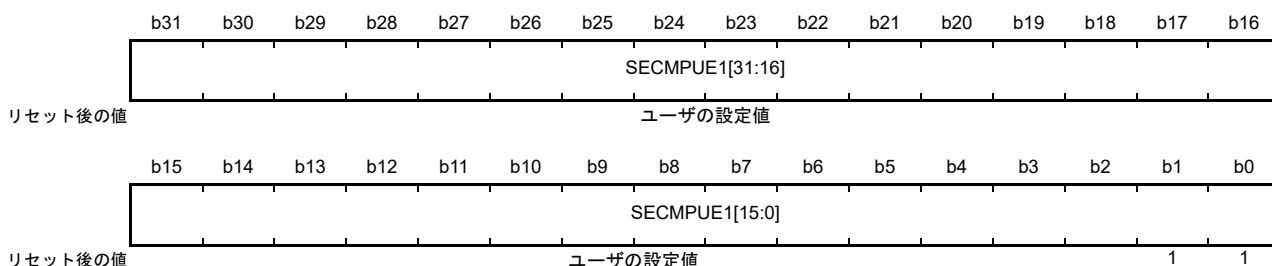 b31 b30 b29 b28 b27 b26 b25 b24 b23 b22 b21 b20 b19 b18 b17 b16
SECMPUE1[31:16]
リセット後の値 ユーザの設定値
b15 b14 b13 b12 b11 b10 b9 b8 b7 b6 b5 b4 b3 b2 b1 b0
SECMPUE1[15:0]
リセット後の値 ユーザの設定値 1 1